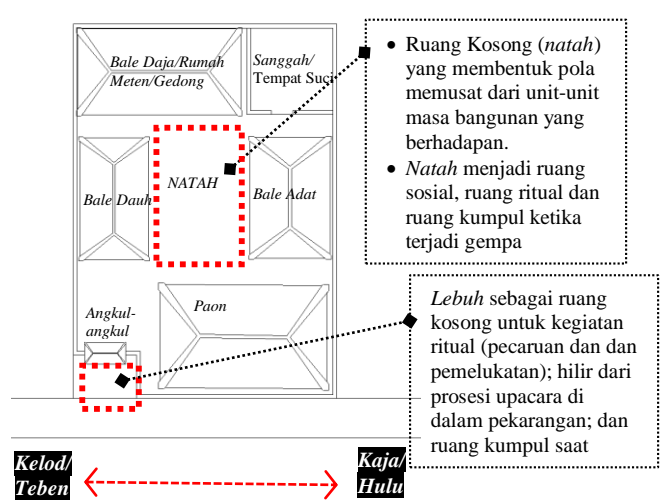 Bale Daja/Rumah
Meten/Gedong
Sanggah/
Tempat Suci
Bale Dauh
NATAH
Bale Adat
Angkul-
angkul
Paon
• Ruang Kosong (natah)
yang membentuk pola
memusat dari unit-unit
masa bangunan yang
berhadapan.
• Natah menjadi ruang
sosial, ruang ritual dan
ruang kumpul ketika
terjadi gempa
Lebuh sebagai ruang
kosong untuk kegiatan
ritual (pecaruan dan dan
pemelukatan); hilir dari
prosesi upacara di
dalam pekarangan; dan
ruang kumpul saat
Kelod/
Teben
Kaja/
Hulu